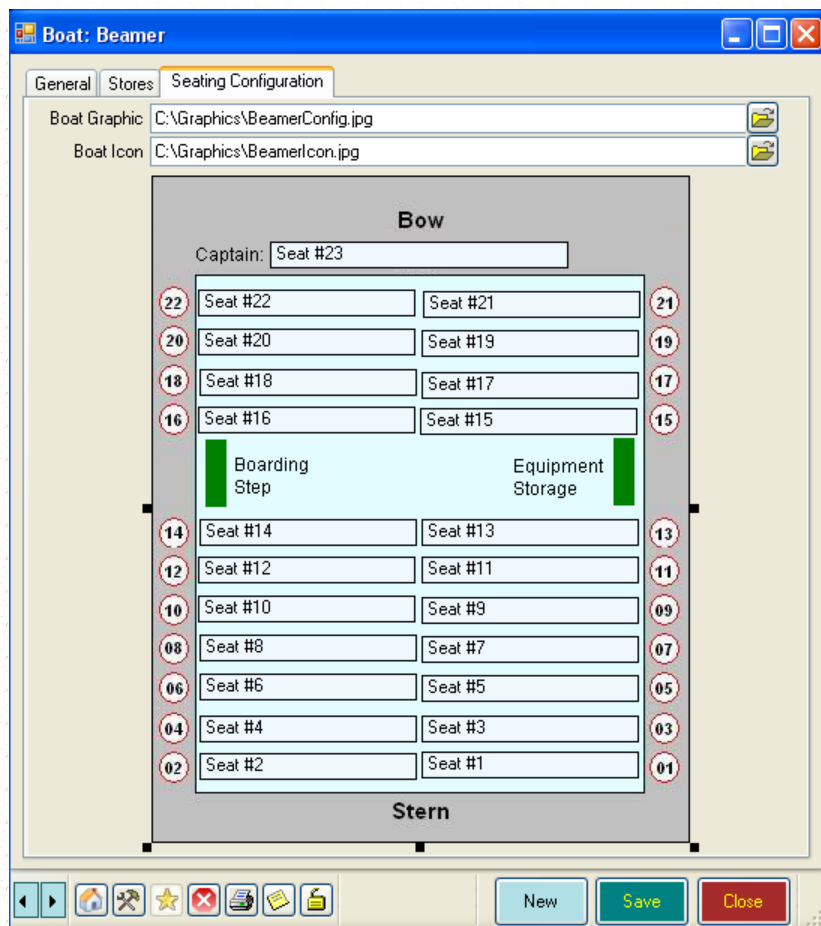 Boat: Beamer
General Stores Seating Configuration
Boat Graphic C:\Graphics\BeamerConfig.jpg
Boat Icon C:\Graphics\BeamerIcon.jpg
Bow
Captain: Seat #23
22 Seat #22 Seat #21 21
20 Seat #20 Seat #19 19
18 Seat #18 Seat #17 17
16 Seat #16 Seat #15 15
Boarding Equipment
Step Storage
14 Seat #14 Seat #13 13
12 Seat #12 Seat #11 11
10 Seat #10 Seat #9 09
08 Seat #8 Seat #7 07
06 Seat #6 Seat #5 05
04 Seat #4 Seat #3 03
02 Seat #2 Seat #1 01
Stern
New Save Close